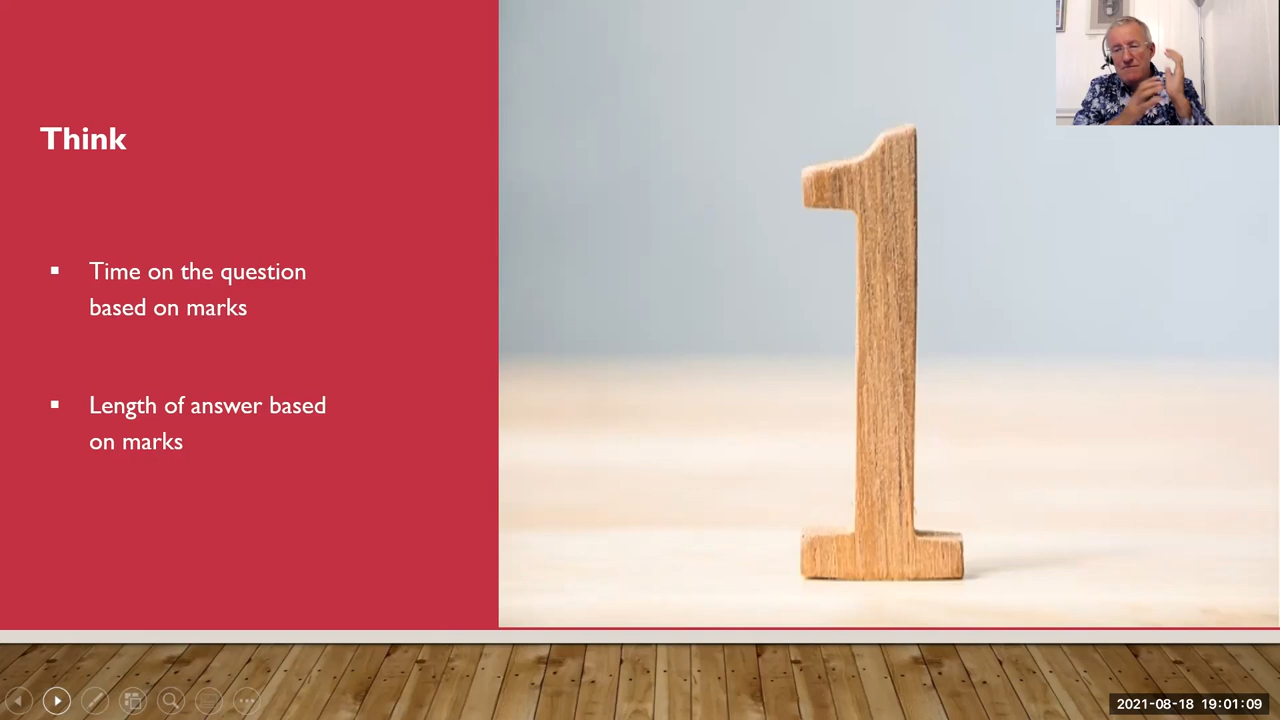 Think
▪ Time on the question
based on marks
▪ Length of answer based
on marks
1
2021-08-18 19:01:09